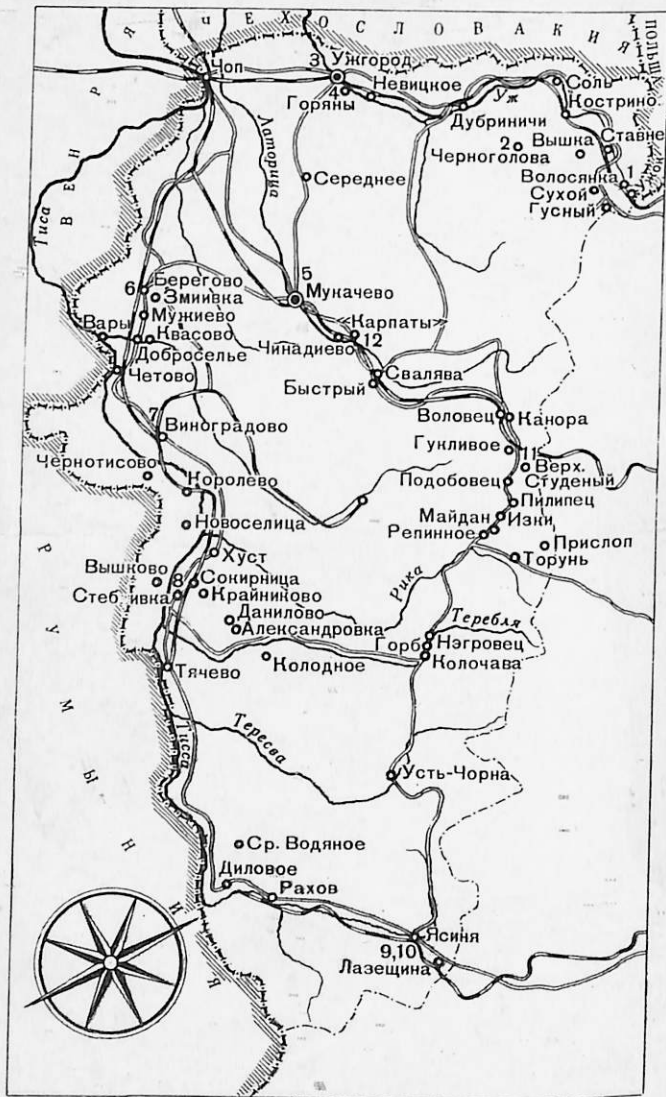 ЧЕХОСЛОВАКИЯ
ПОЛЬША
ВЕНГРИЯ
РУМЫНИЯ
Чоп
3 Ужгород
4
Горяны
Невицкое
Уж
Соль
Кострино
Дубриничи
2
Черноголова
Вышка
Ставне
Волосянка
1
Сухой
Гусный
Латорица
Середнее
Тиса
5
Мукачево
6 Берегово
Змиивка
Мужиево
Вары
Квасово
Доброселье
Четово
«Карпаты»
12
Чинадиево
Свалява
Быстрый
Воловец
Канора
7
Виноградово
Гукливое
11
Верх.
Студеный
Чернотисово
Королево
Подобовец
Пилипец
Майдан
Изки
Новоселица
Репинное
Прислоп
Торунь
Хуст
Рика
Вышково
8 Сокирница
Стебливка
Крайниково
Данилово
Александровка
Теребля
Горб
Нэгровец
Колочава
Колодное
Тячево
Тисса
Тересва
Усть-Чорна
Ср. Водяное
Диловое
Рахов
Ясиня
9,10
Лазещина